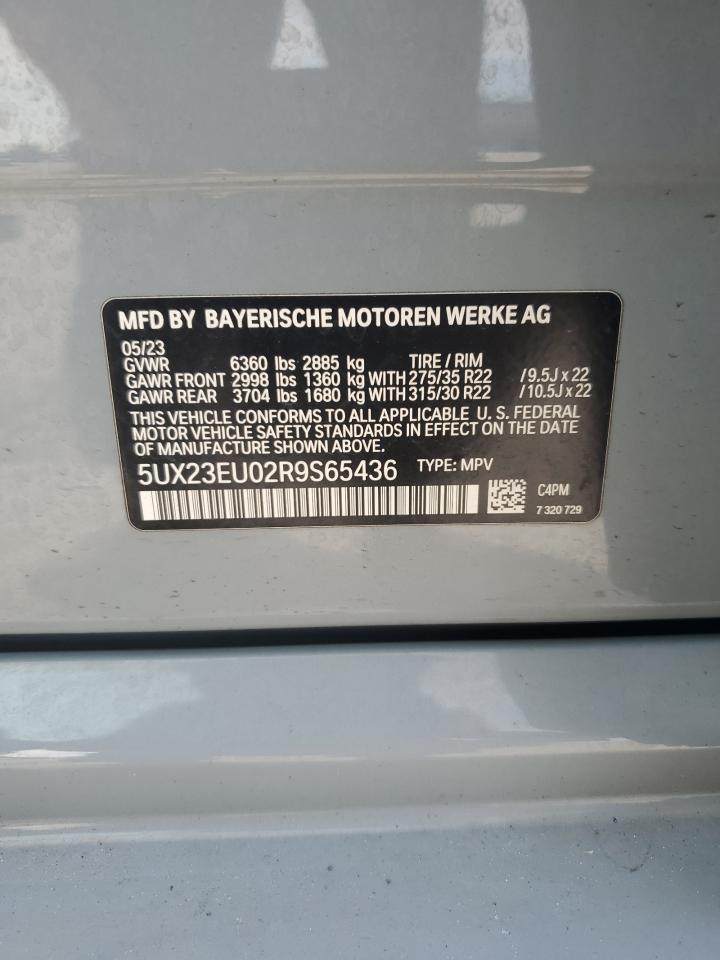 MFD BY BAYERISCHE MOTOREN WERKE AG
05/23
GVWR 6360 lbs 2885 kg TIRE / RIM
GAWR FRONT 2998 lbs 1360 kg WITH 275/35 R22 / 9.5J x 22
GAWR REAR 3704 lbs 1680 kg WITH 315/30 R22 / 10.5J x 22
THIS VEHICLE CONFORMS TO ALL APPLICABLE U. S. FEDERAL
MOTOR VEHICLE SAFETY STANDARDS IN EFFECT ON THE DATE
OF MANUFACTURE SHOWN ABOVE.
5UX23EU02R9S65436 TYPE: MPV
C4PM
7 320 729